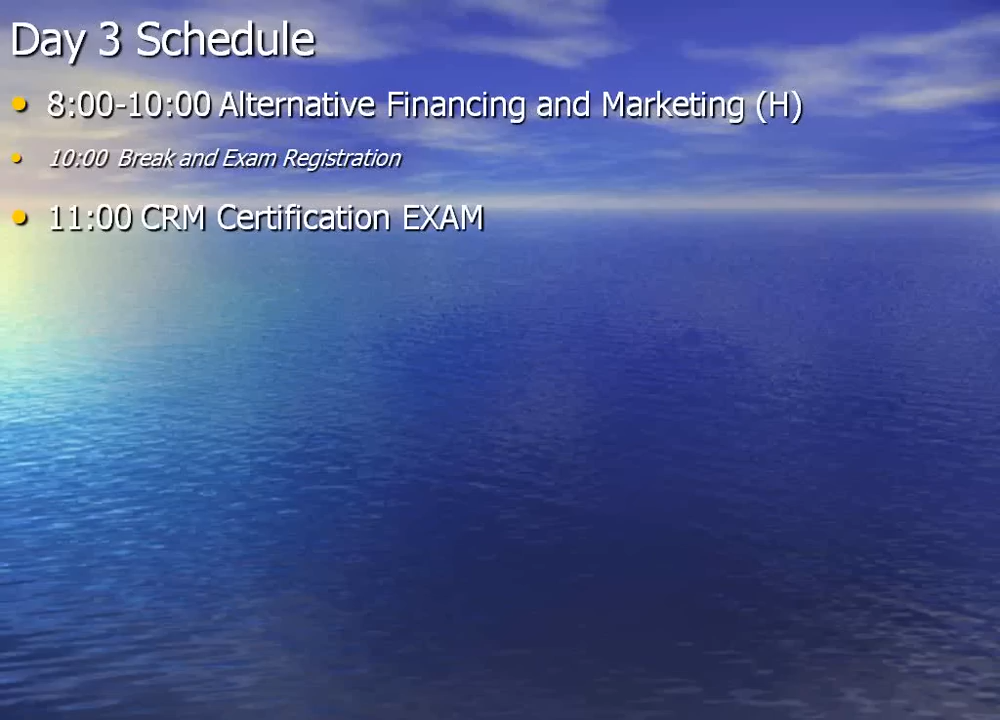 Day 3 Schedule
• 8:00-10:00 Alternative Financing and Marketing (H)
• 10:00 Break and Exam Registration
• 11:00 CRM Certification EXAM